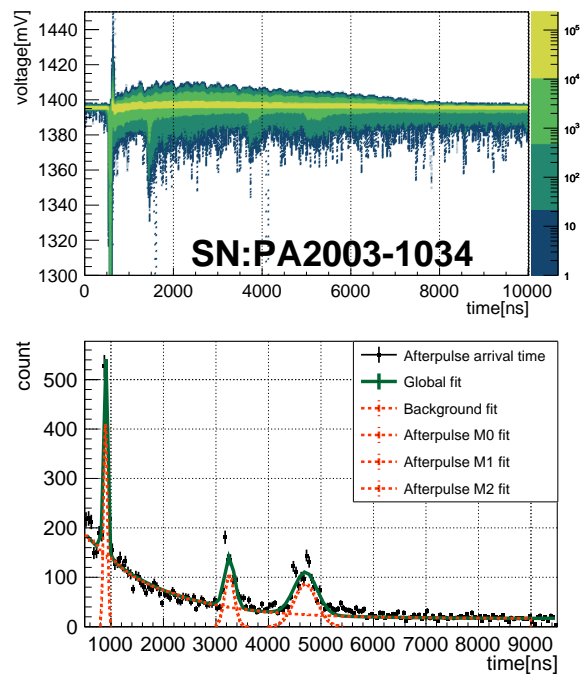 voltage[mV]
1440
1420
1400
1380
1360
1340
1320
1300
0 2000 4000 6000 8000 10000
time[ns]
SN:PA2003-1034
10⁵
10⁴
10³
10²
10
1
count
500
400
300
200
100
0
1000 2000 3000 4000 5000 6000 7000 8000 9000
time[ns]
Afterpulse arrival time
Global fit
Background fit
Afterpulse M0 fit
Afterpulse M1 fit
Afterpulse M2 fit